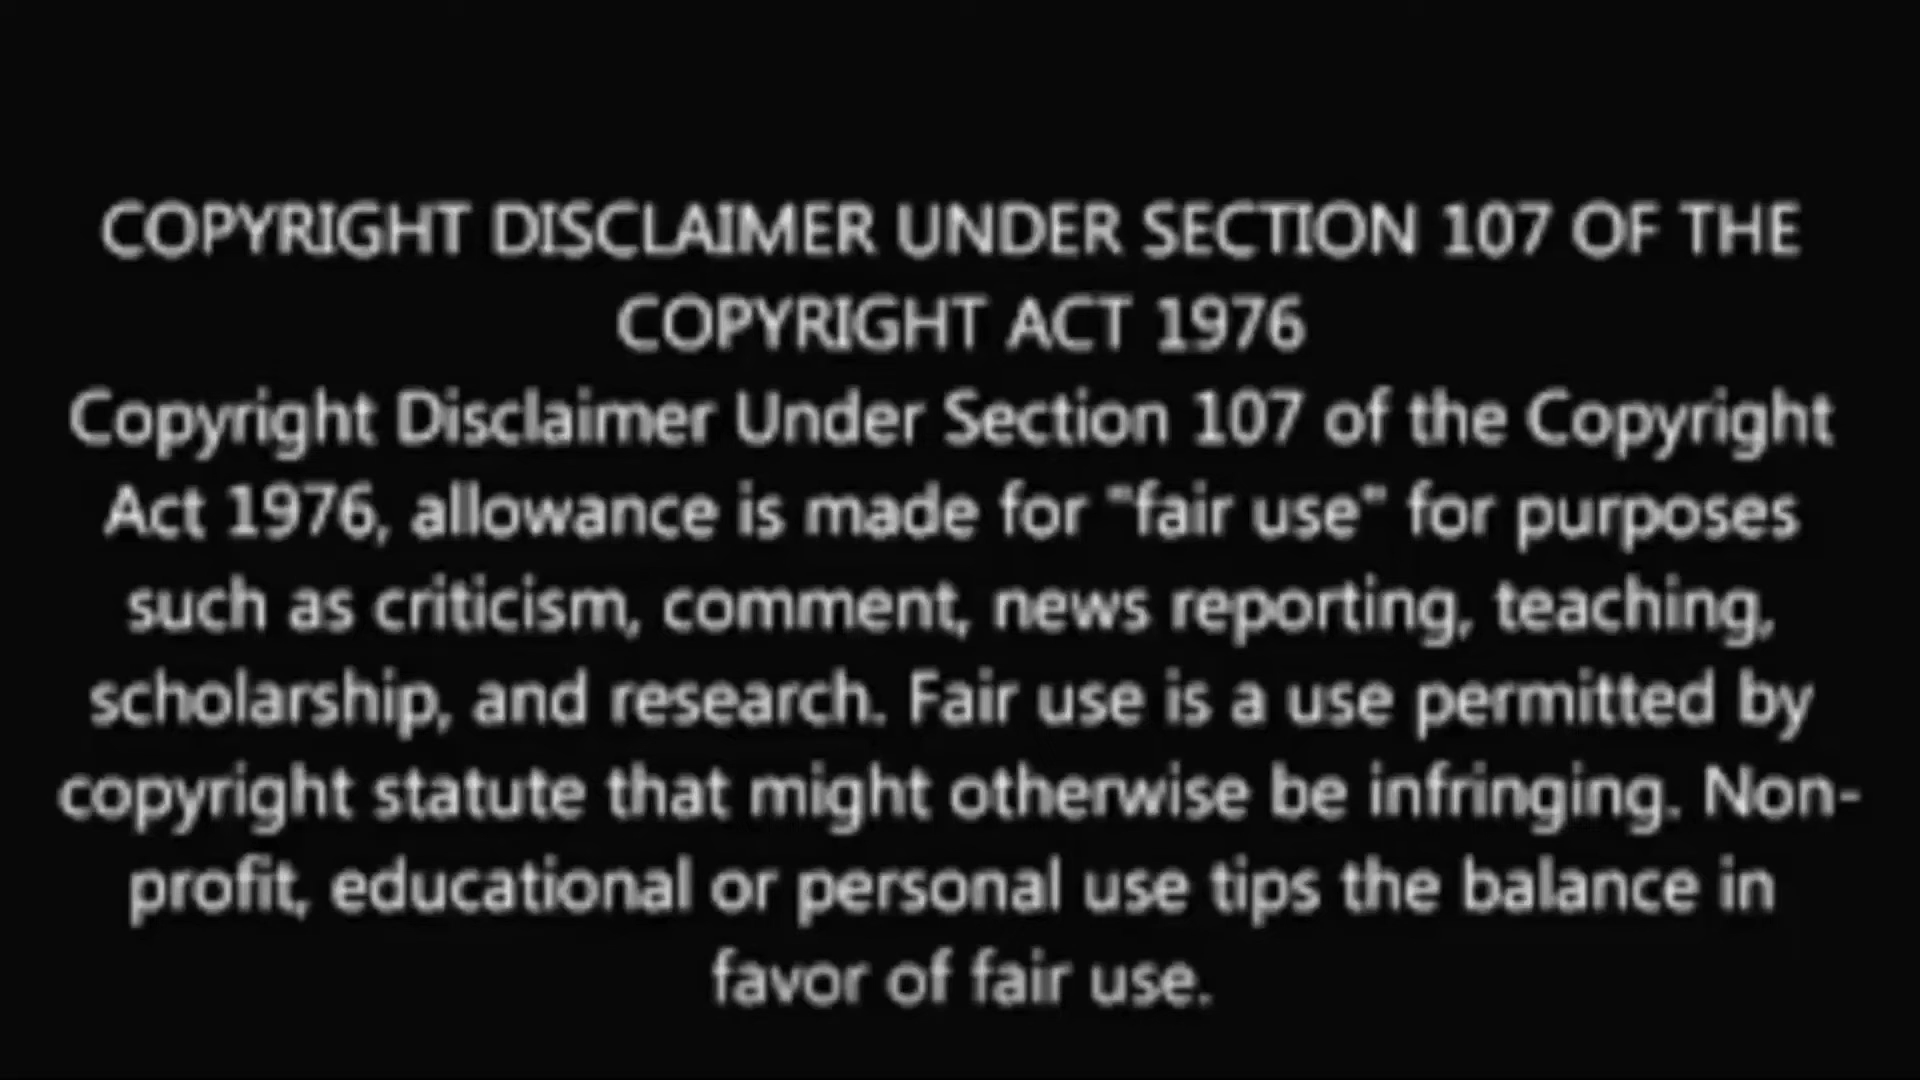 COPYRIGHT DISCLAIMER UNDER SECTION 107 OF THE
COPYRIGHT ACT 1976
Copyright Disclaimer Under Section 107 of the Copyright
Act 1976, allowance is made for "fair use" for purposes
such as criticism, comment, news reporting, teaching,
scholarship, and research. Fair use is a use permitted by
copyright statute that might otherwise be infringing. Non-
profit, educational or personal use tips the balance in
favor of fair use.